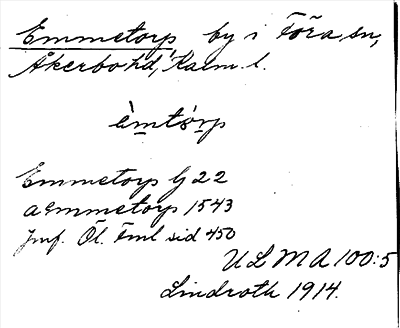 Emmetorp by i Föra sn,
Åkerbo hd, Kalm. l.
èmtórp
Emmetorp G 22
aemmetorp 1543
Jmf. Öl. Fml sid 450
ULMA 100:5
Lindroth 1914.